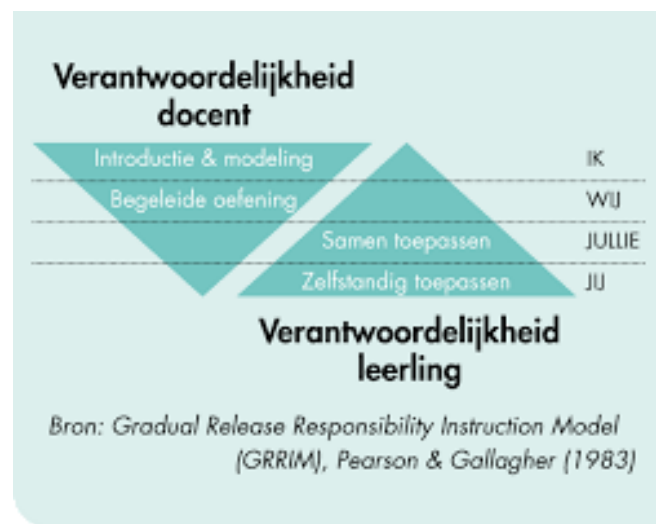 Verantwoordelijkheid
docent
Introductie & modeling
IK
Begeleide oefening
WIJ
Samen toepassen
JULLIE
Zelfstandig toepassen
JIJ
Verantwoordelijkheid
leerling
Bron: Gradual Release Responsibility Instruction Model
(GRRIM), Pearson & Gallagher (1983)